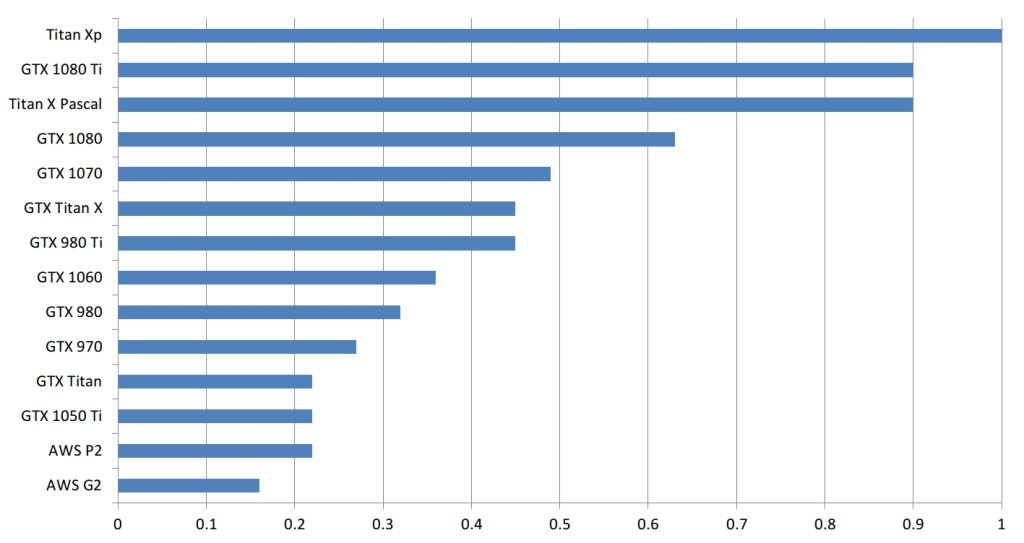 Titan Xp
GTX 1080 Ti
Titan X Pascal
GTX 1080
GTX 1070
GTX Titan X
GTX 980 Ti
GTX 1060
GTX 980
GTX 970
GTX Titan
GTX 1050 Ti
AWS P2
AWS G2
0 0.1 0.2 0.3 0.4 0.5 0.6 0.7 0.8 0.9 1